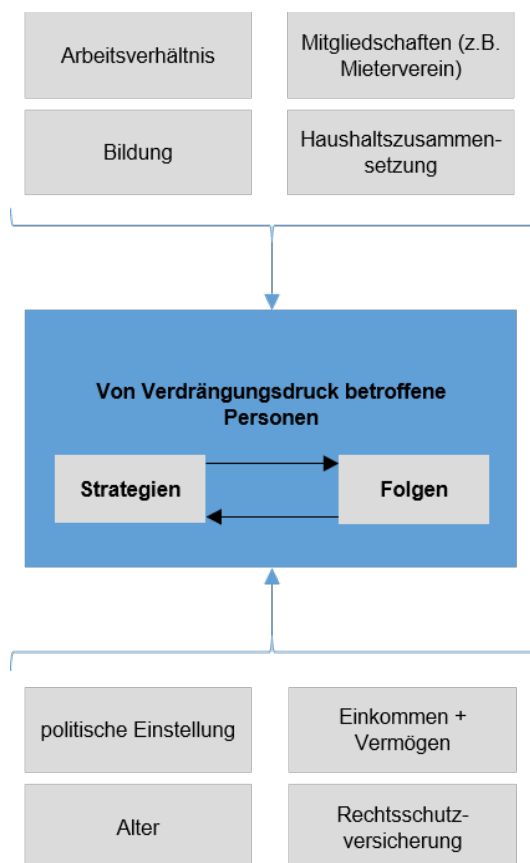 Arbeitsverhältnis
Mitgliedschaften (z.B.
Mieterverein)
Bildung
Haushaltszusammen-
setzung
Von Verdrängungsdruck betroffene
Personen
Strategien
Folgen
politische Einstellung
Einkommen +
Vermögen
Alter
Rechtsschutz-
versicherung